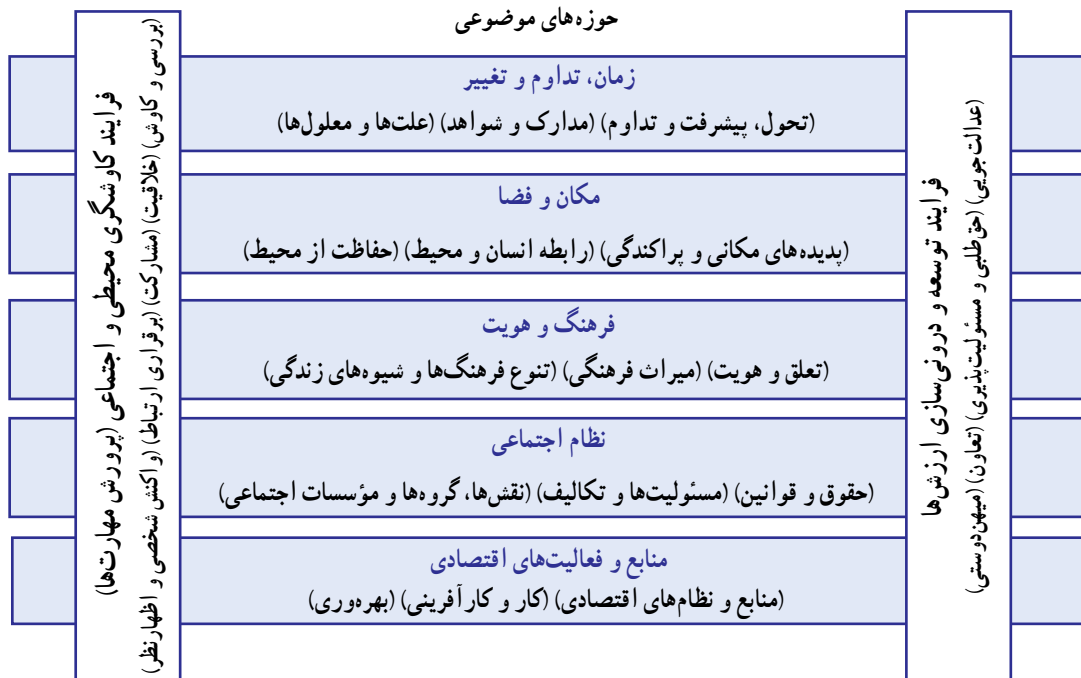 حوزه‌های موضوعی
فرایند توسعه و درونی‌سازی ارزش‌ها
(عدالت‌جویی) (حق‌طلبی و مسئولیت‌پذیری) (تعاون) (میهن‌دوستی)
زمان، تداوم و تغییر
(تحول، پیشرفت و تداوم) (مدارک و شواهد) (علت‌ها و معلول‌ها)
مکان و فضا
(پدیده‌های مکانی و پراکندگی) (رابطه انسان و محیط) (حفاظت از محیط)
فرهنگ و هویت
(تعلق و هویت) (میراث فرهنگی) (تنوع فرهنگ‌ها و شیوه‌های زندگی)
نظام اجتماعی
(حقوق و قوانین) (مسئولیت‌ها و تکالیف) (نقش‌ها، گروه‌ها و مؤسسات اجتماعی)
منابع و فعالیت‌های اقتصادی
(منابع و نظام‌های اقتصادی) (کار و کارآفرینی) (بهره‌وری)
فرایند کاوشگری محیطی و اجتماعی (پرورش مهارت‌ها)
(بررسی و کاوش) (خلاقیت) (مشارکت) (برقراری ارتباط) (واکنش شخصی و اظهارنظر)